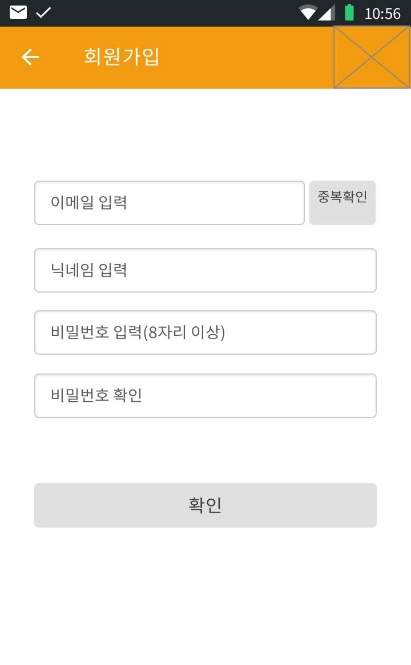 10:56
회원가입
이메일 입력
중복확인
닉네임 입력
비밀번호 입력(8자리 이상)
비밀번호 확인
확인